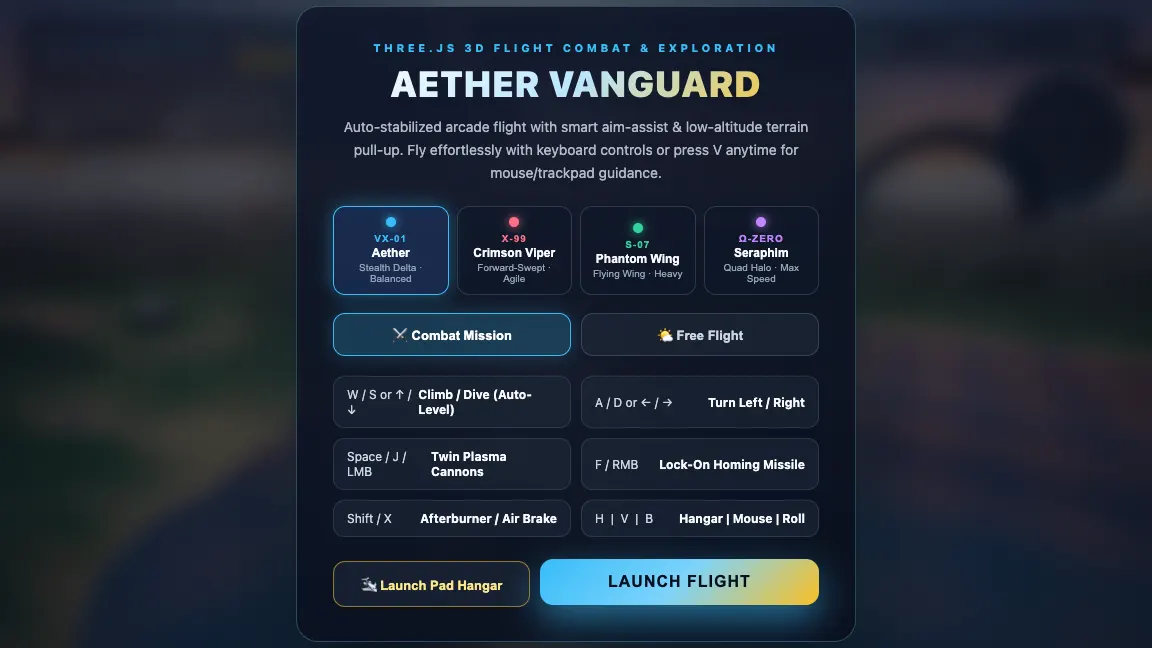 THREE.JS 3D FLIGHT COMBAT & EXPLORATION
AETHER VANGUARD
Auto-stabilized arcade flight with smart aim-assist & low-altitude terrain
pull-up. Fly effortlessly with keyboard controls or press V anytime for
mouse/trackpad guidance.
VX-01
Aether
Stealth Delta ·
Balanced
X-99
Crimson Viper
Forward-Swept ·
Agile
S-07
Phantom Wing
Flying Wing · Heavy
Ω-ZERO
Seraphim
Quad Halo · Max
Speed
⚔️ Combat Mission
🌤️ Free Flight
W / S or ↑ /
↓
Climb / Dive (Auto-
Level)
A / D or ← / →
Turn Left / Right
Space / J /
LMB
Twin Plasma
Cannons
F / RMB
Lock-On Homing Missile
Shift / X
Afterburner / Air Brake
H | V | B
Hangar | Mouse | Roll
🛩️ Launch Pad Hangar
LAUNCH FLIGHT